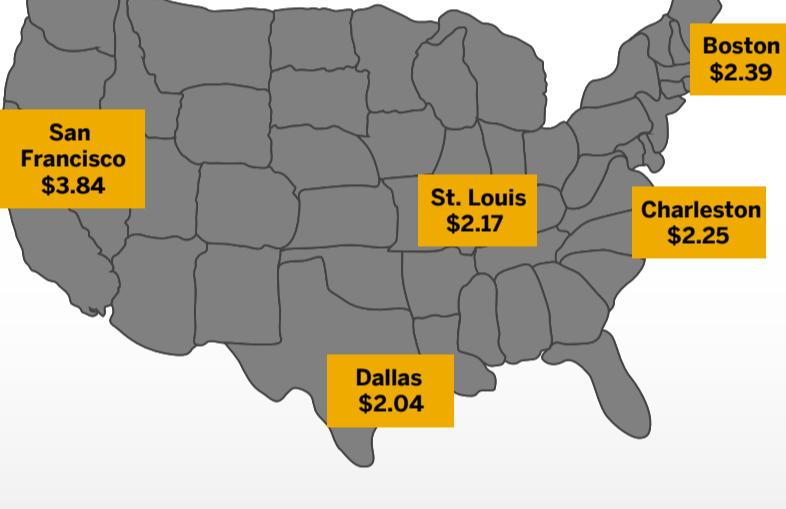 Boston
$2.39
San
Francisco
$3.84
St. Louis
$2.17
Charleston
$2.25
Dallas
$2.04